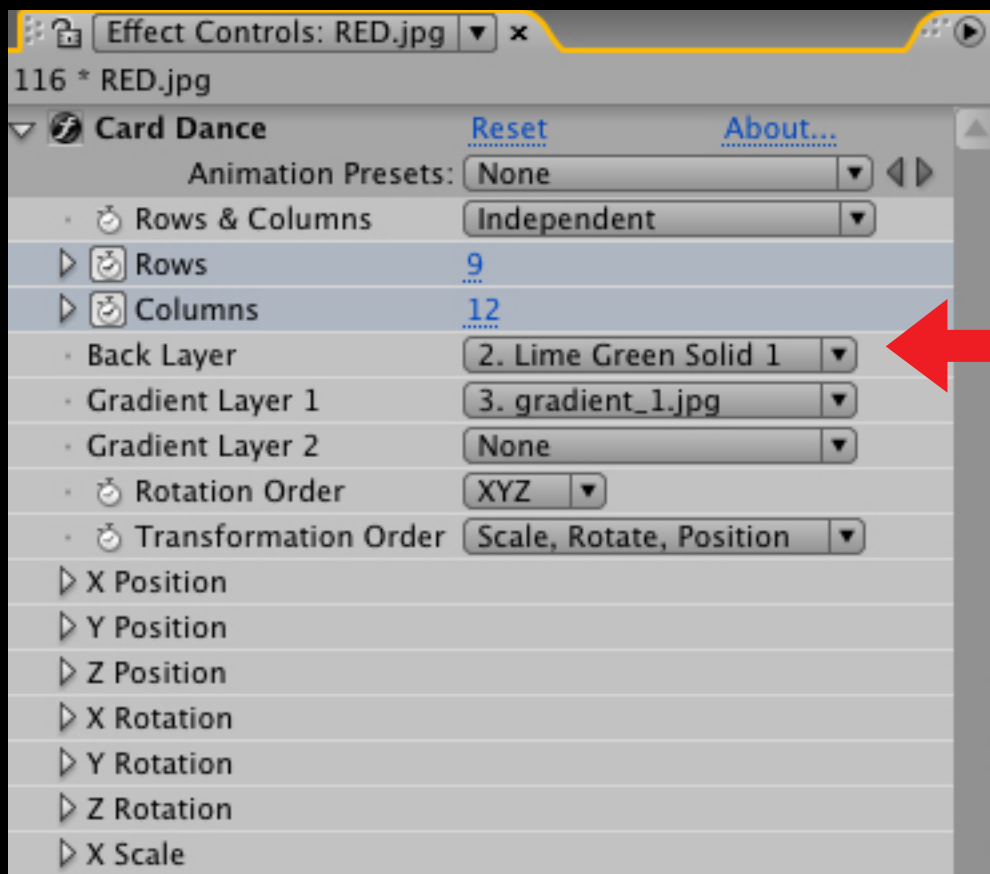 Effect Controls: RED.jpg
116 * RED.jpg
Card Dance Reset About...
Animation Presets: None
Rows & Columns Independent
Rows 9
Columns 12
Back Layer 2. Lime Green Solid 1
Gradient Layer 1 3. gradient_1.jpg
Gradient Layer 2 None
Rotation Order XYZ
Transformation Order Scale, Rotate, Position
X Position
Y Position
Z Position
X Rotation
Y Rotation
Z Rotation
X Scale